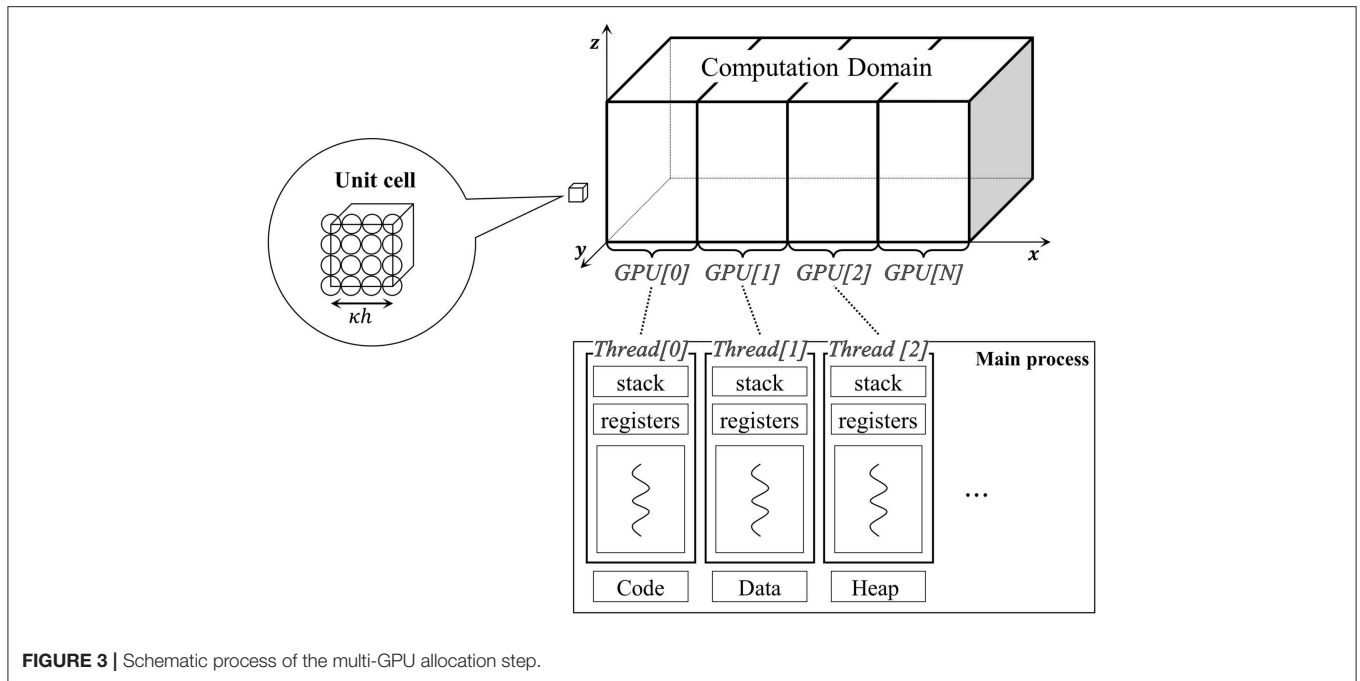 z
Computation Domain
Unit cell
κh
y
x
GPU[0] GPU[1] GPU[2] GPU[N]
Thread[0] Thread[1] Thread [2]
Main process
stack stack stack
registers registers registers
...
Code Data Heap
FIGURE 3 | Schematic process of the multi-GPU allocation step.